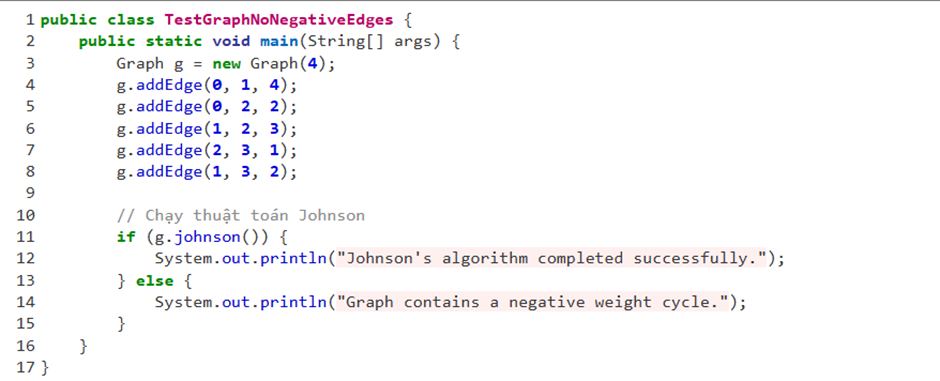 1 public class TestGraphNoNegativeEdges {
2     public static void main(String[] args) {
3         Graph g = new Graph(4);
4         g.addEdge(0, 1, 4);
5         g.addEdge(0, 2, 2);
6         g.addEdge(1, 2, 3);
7         g.addEdge(2, 3, 1);
8         g.addEdge(1, 3, 2);
9
10         // Chạy thuật toán Johnson
11         if (g.johnson()) {
12             System.out.println("Johnson's algorithm completed successfully.");
13         } else {
14             System.out.println("Graph contains a negative weight cycle.");
15         }
16     }
17 }